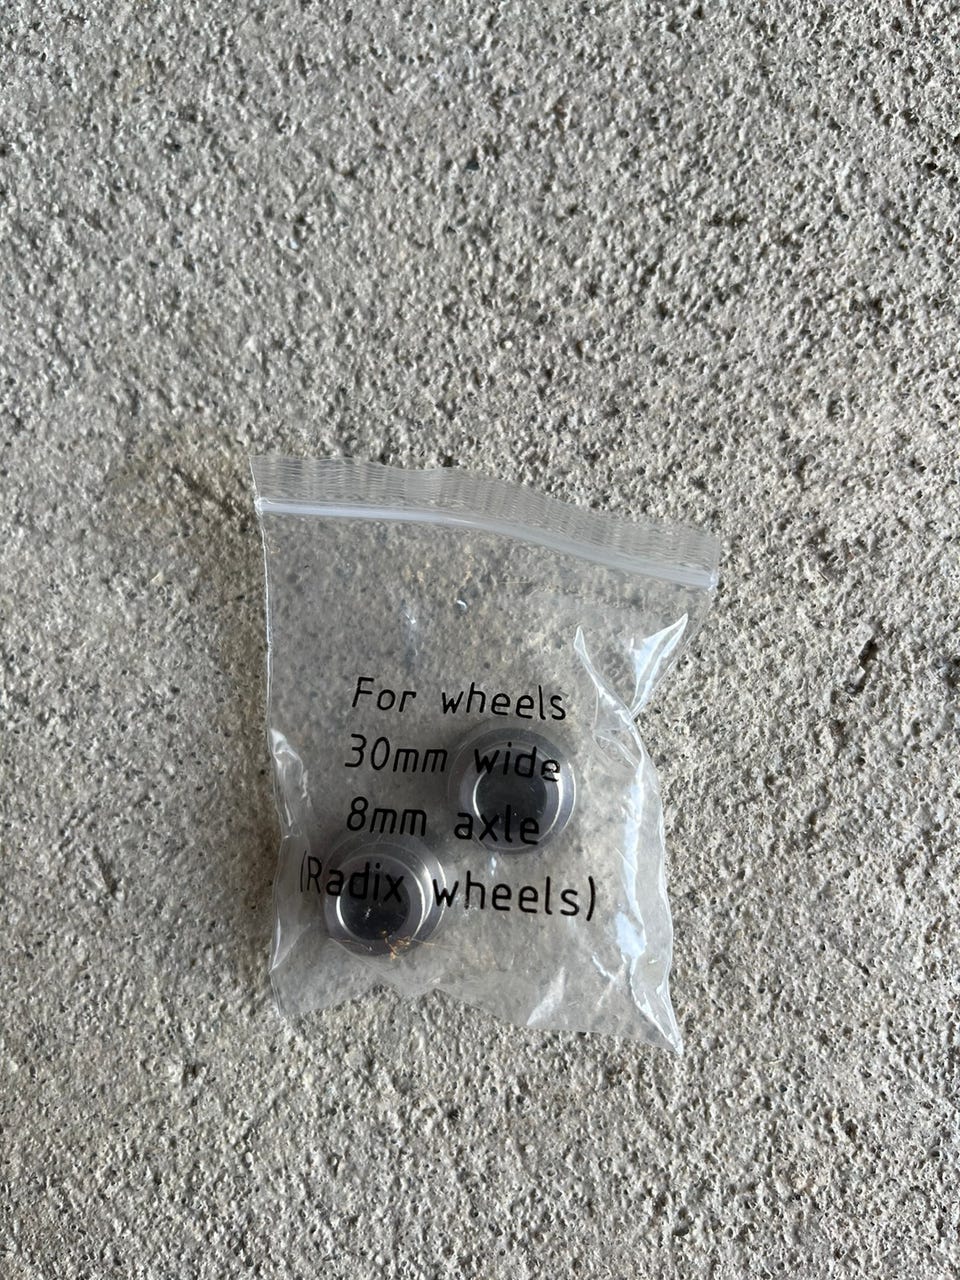 For wheels
30mm wide
8mm axle
(Radix wheels)